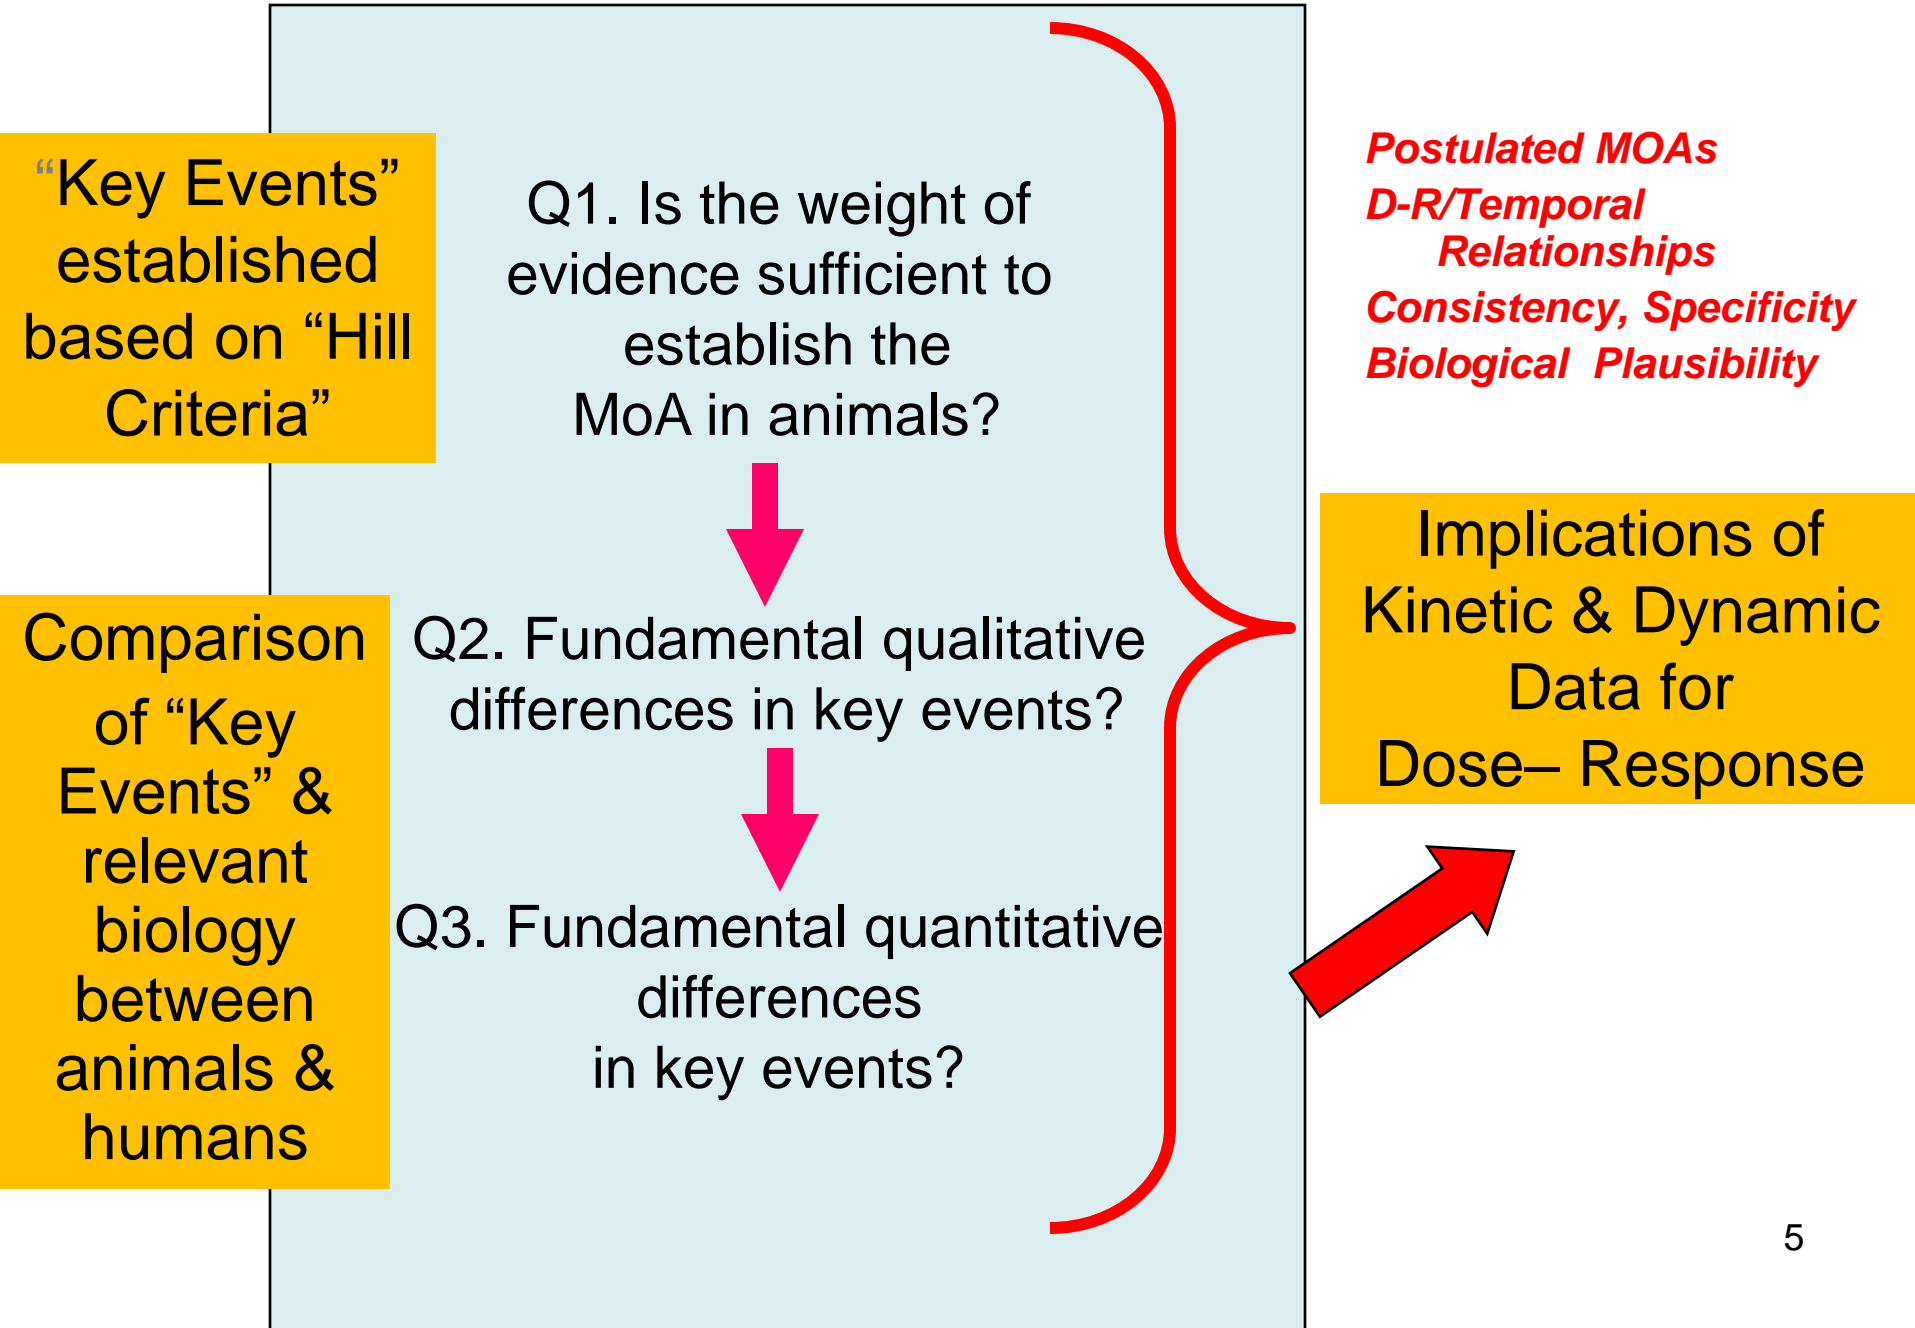 “Key Events”
established
based on “Hill
Criteria”
Q1. Is the weight of
evidence sufficient to
establish the
MoA in animals?
Postulated MOAs
D-R/Temporal
Relationships
Consistency, Specificity
Biological Plausibility
Comparison
of “Key
Events” &
relevant
biology
between
animals &
humans
Q2. Fundamental qualitative
differences in key events?
Q3. Fundamental quantitative
differences
in key events?
Implications of
Kinetic & Dynamic
Data for
Dose– Response
5